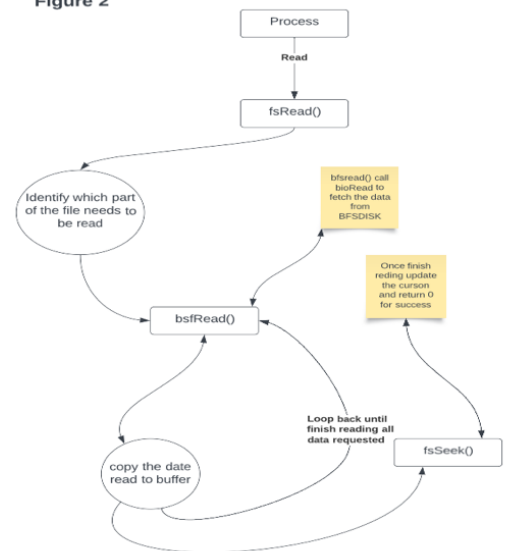 Figure 2
Process
Read
fsRead()
Identify which part
of the file needs to
be read
bfsread() call
bioRead to
fetch the data
from
BFSDISK
Once finish
reding update
the curson
and return 0
for success
bsfRead()
Loop back until
finish reading all
data requested
fsSeek()
copy the date
read to buffer